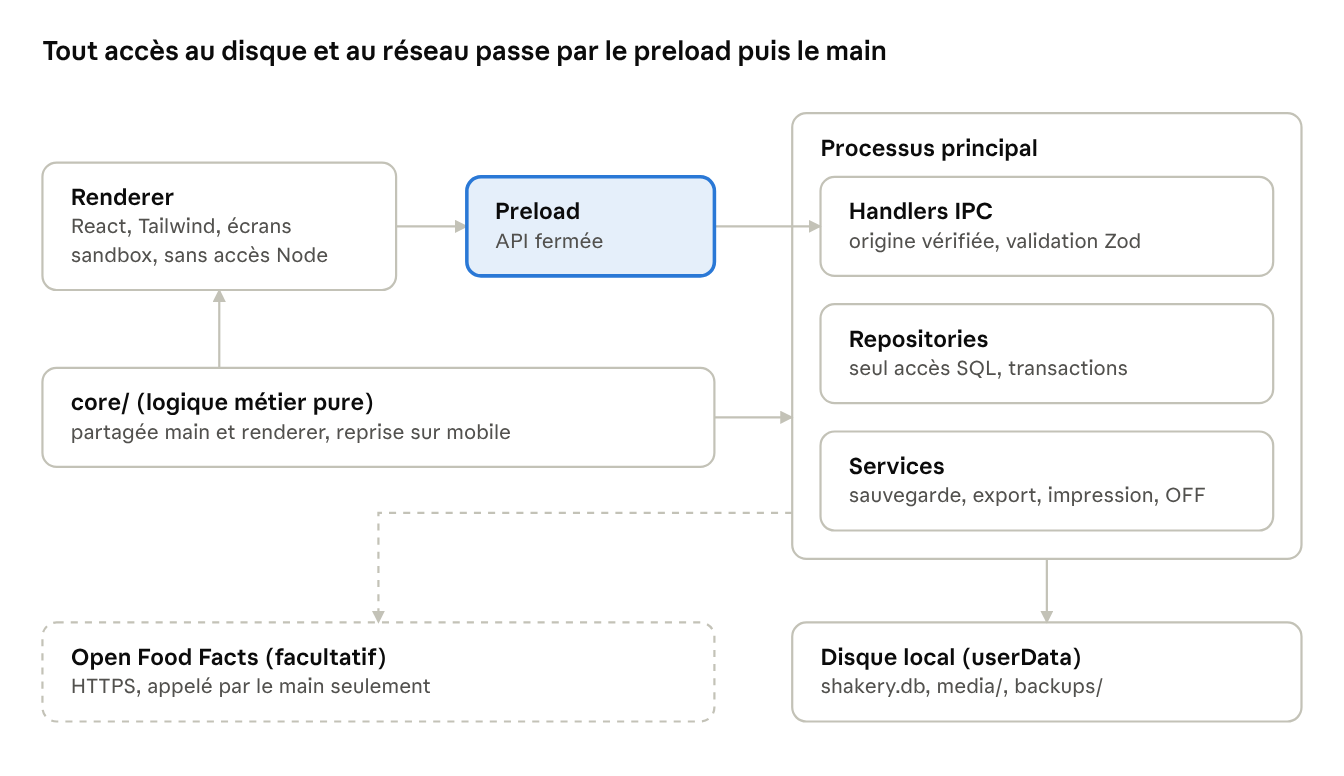 Tout accès au disque et au réseau passe par le preload puis le main
Processus principal
Renderer
React, Tailwind, écrans
sandbox, sans accès Node
Preload
API fermée
Handlers IPC
origine vérifiée, validation Zod
Repositories
seul accès SQL, transactions
core/ (logique métier pure)
partagée main et renderer, reprise sur mobile
Services
sauvegarde, export, impression, OFF
Open Food Facts (facultatif)
HTTPS, appelé par le main seulement
Disque local (userData)
shakery.db, media/, backups/